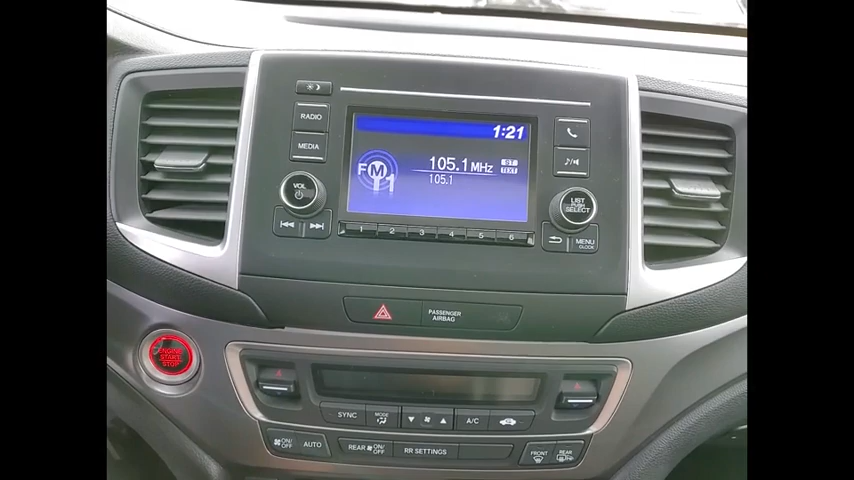 1:21
RADIO
MEDIA
FM1
105.1 MHz ST
TEXT
105.1
VOL
LIST
PUSH
SELECT
1 2 3 4 5 6
MENU
CLOCK
PASSENGER
AIRBAG
ENGINE
START
STOP
SYNC
MODE
A/C
ON/
OFF
AUTO
REAR ON/
OFF
RR SETTINGS
FRONT
REAR